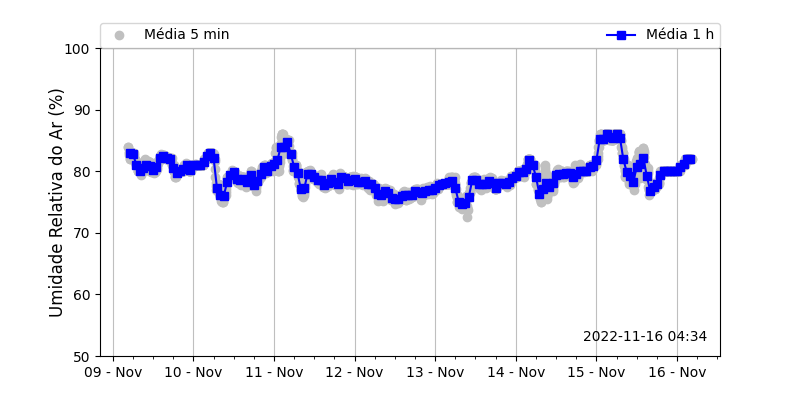 Média 5 min
Média 1 h
Umidade Relativa do Ar (%)
100
90
80
70
60
50
2022-11-16 04:34
09 - Nov
10 - Nov
11 - Nov
12 - Nov
13 - Nov
14 - Nov
15 - Nov
16 - Nov